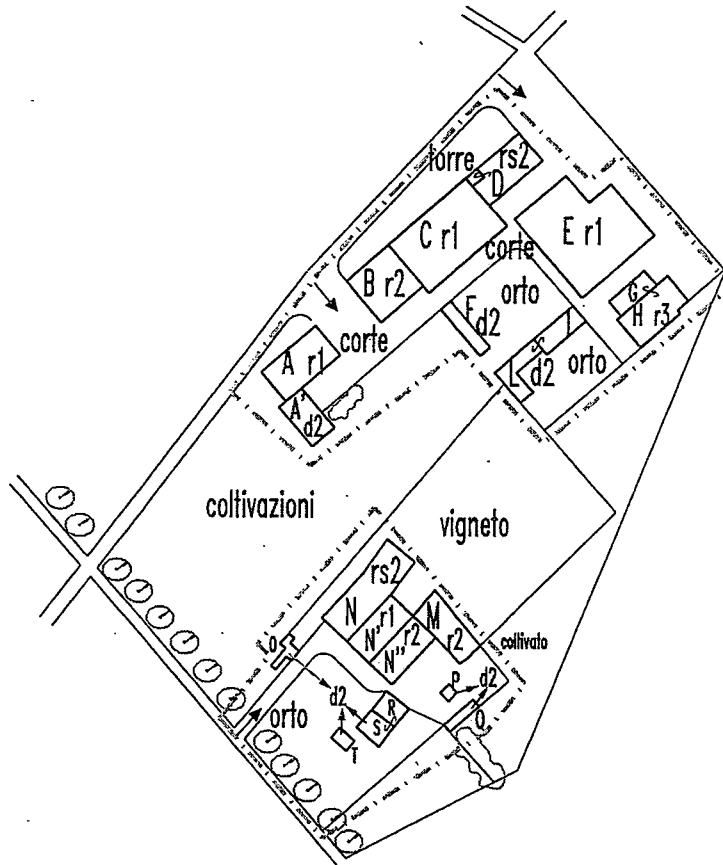 torre
rs2
D
C r1
corte
E r1
B r2
orto
F
d2
G
H r3
corte
A r1
A'
d2
I
L
d2
orto
coltivazioni
vigneto
rs2
N
N' r1
N'' r2
M
r2
coltivato
O
d2
P
d2
Q
orto
R
S
T